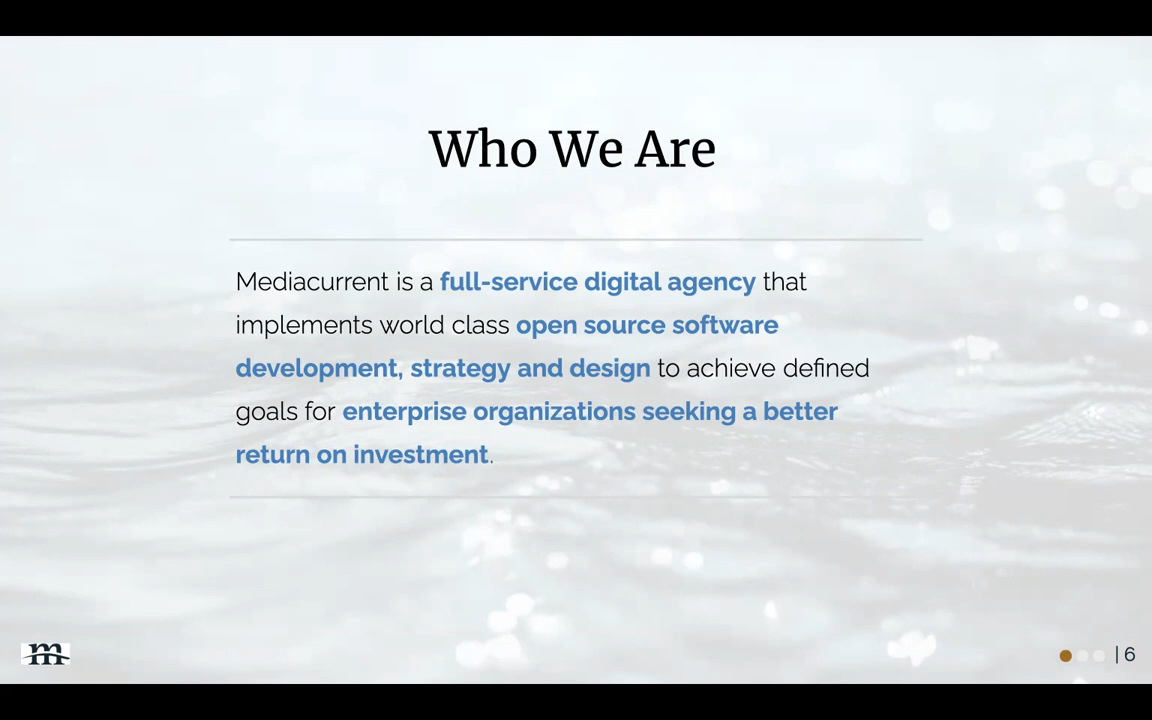 Who We Are
Mediacurrent is a full-service digital agency that
implements world class open source software
development, strategy and design to achieve defined
goals for enterprise organizations seeking a better
return on investment.
m
| 6